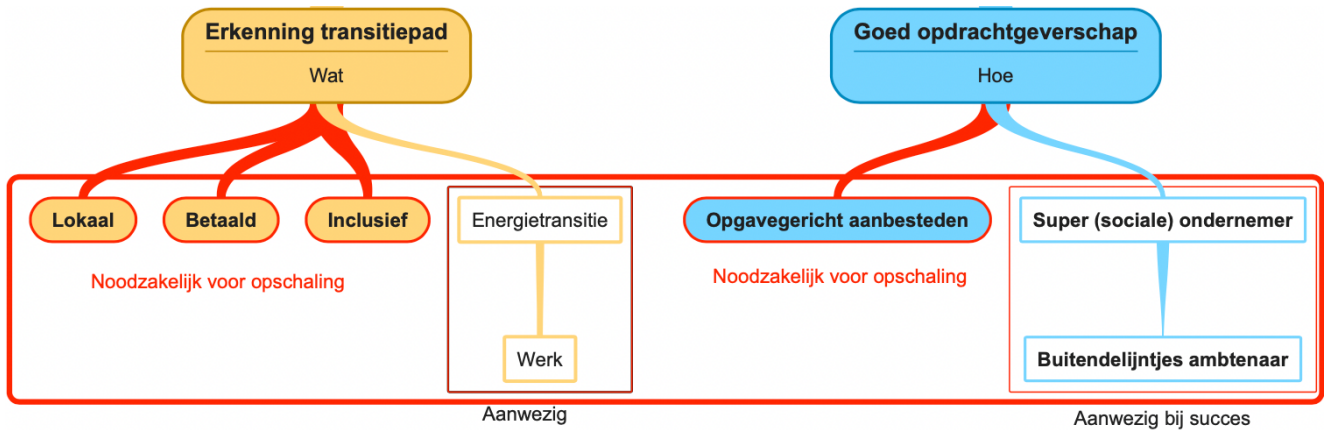 Erkenning transitiepad
Wat
Goed opdrachtgeverschap
Hoe
Lokaal
Betaald
Inclusief
Energietransitie
Opgavegericht aanbesteden
Super (sociale) ondernemer
Noodzakelijk voor opschaling
Noodzakelijk voor opschaling
Werk
Buitendelijntjes ambtenaar
Aanwezig
Aanwezig bij succes